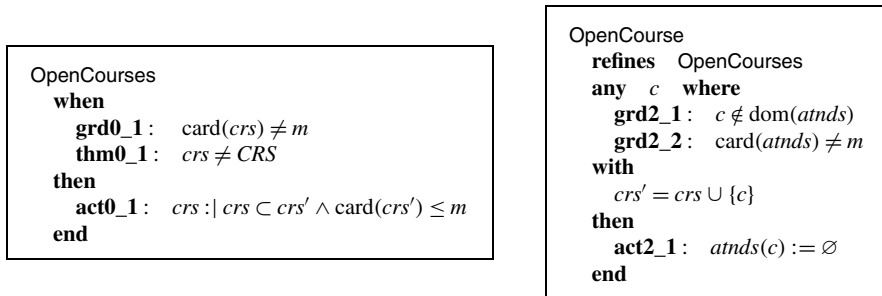 OpenCourses
when
grd0_1 : card(crs) ≠ m
thm0_1 : crs ≠ CRS
then
act0_1 : crs :| crs ⊂ crs′ ∧ card(crs′) ≤ m
end
OpenCourse
refines OpenCourses
any c where
grd2_1 : c ∉ dom(atnds)
grd2_2 : card(atnds) ≠ m
with
crs′ = crs ∪ {c}
then
act2_1 : atnds(c) := ∅
end